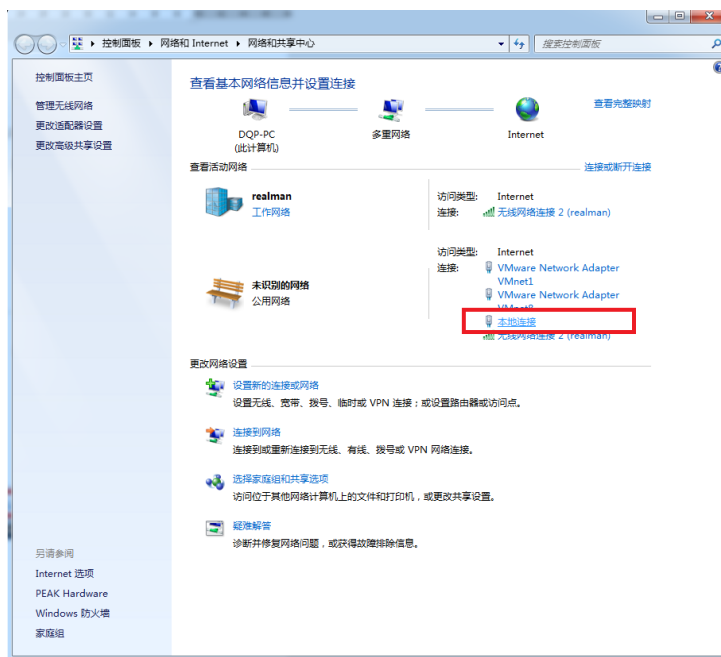 控制面板 ▸ 网络和 Internet ▸ 网络和共享中心
搜索控制面板
控制面板主页
管理无线网络
更改适配器设置
更改高级共享设置
查看基本网络信息并设置连接
查看完整映射
DQP-PC
(此计算机)
多重网络
Internet
查看活动网络
连接或断开连接
realman
工作网络
访问类型: Internet
连接: 无线网络连接 2 (realman)
未识别的网络
公用网络
访问类型: Internet
连接: VMware Network Adapter
VMnet1
VMware Network Adapter
VMnet8
本地连接
无线网络连接 2 (realman)
更改网络设置
设置新的连接或网络
设置无线、宽带、拨号、临时或 VPN 连接；或设置路由器或访问点。
连接到网络
连接到或重新连接到无线、有线、拨号或 VPN 网络连接。
选择家庭组和共享选项
访问位于其他网络计算机上的文件和打印机，或更改共享设置。
疑难解答
诊断并修复网络问题，或获得故障排除信息。
另请参阅
Internet 选项
PEAK Hardware
Windows 防火墙
家庭组